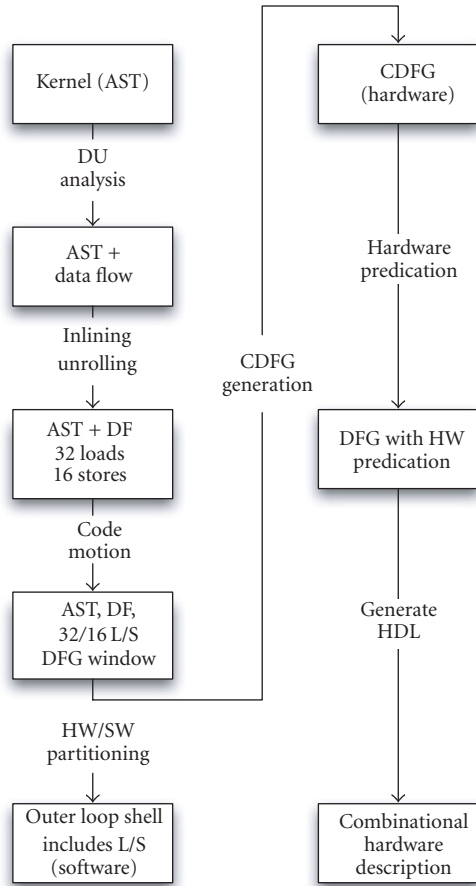 Kernel (AST)
DU
analysis
AST +
data flow
Inlining
unrolling
AST + DF
32 loads
16 stores
Code
motion
AST, DF,
32/16 L/S
DFG window
HW/SW
partitioning
Outer loop shell
includes L/S
(software)
CDFG
generation
CDFG
(hardware)
Hardware
predication
DFG with HW
predication
Generate
HDL
Combinational
hardware
description